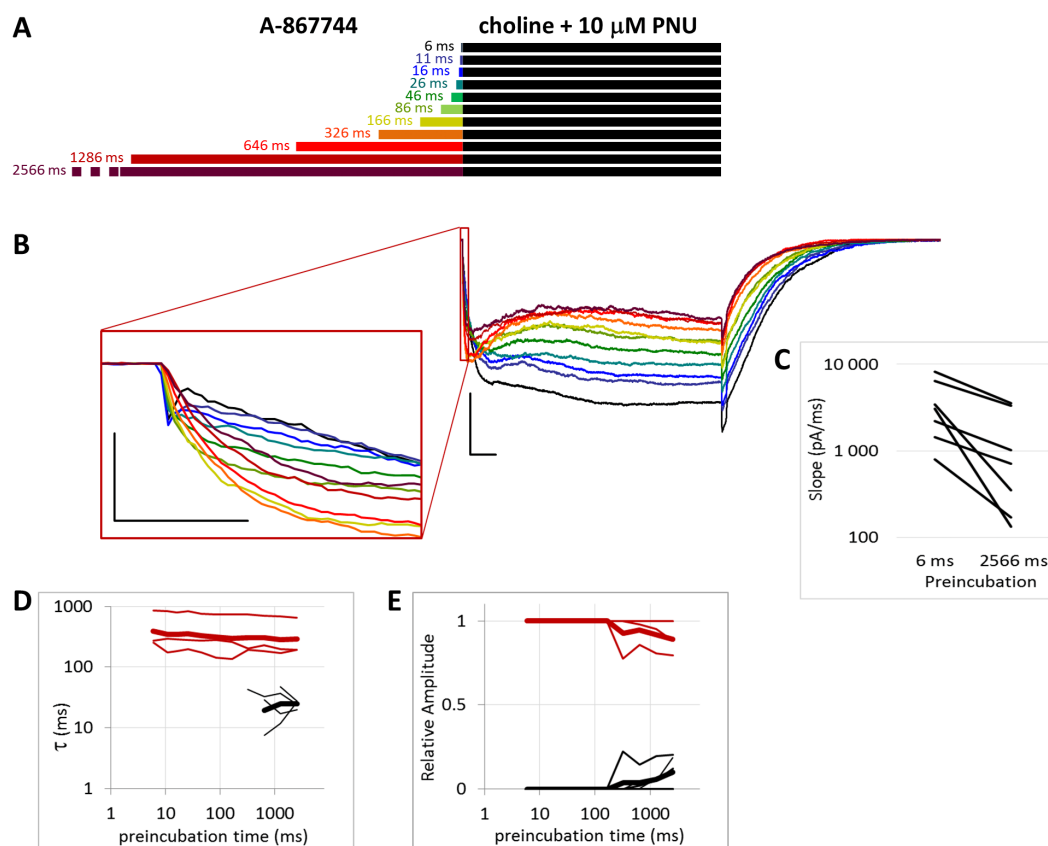 A
A-867744
choline + 10 μM PNU
6 ms
11 ms
16 ms
26 ms
46 ms
86 ms
166 ms
326 ms
646 ms
1286 ms
2566 ms
B
C
10 000
1 000
100
Slope (pA/ms)
6 ms
2566 ms
Preincubation
D
1000
100
10
1
τ (ms)
1
10
100
1000
preincubation time (ms)
E
1
0.5
0
Relative Amplitude
1
10
100
1000
preincubation time (ms)